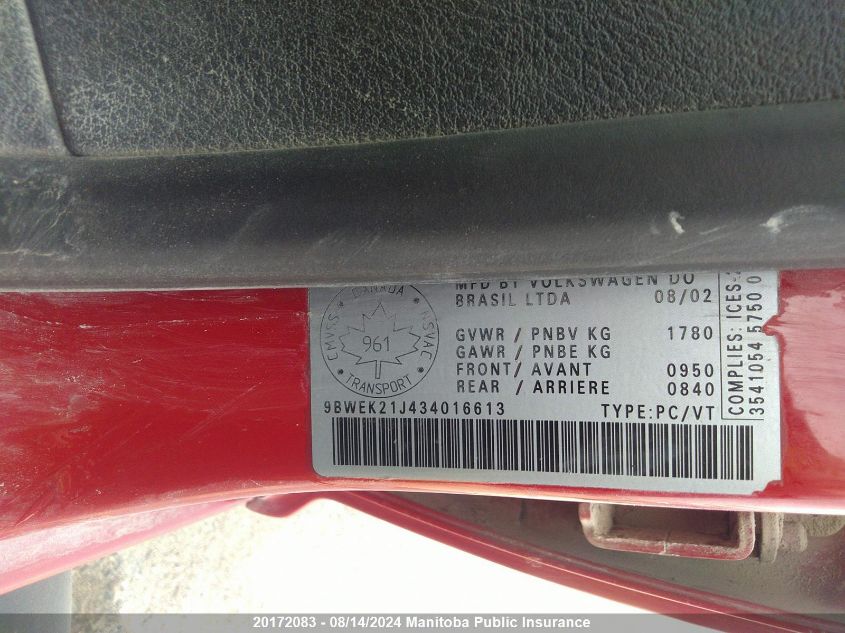 MFD BY VOLKSWAGEN DO
BRASIL LTDA 08/02
GVWR / PNBV KG 1780
GAWR / PNBE KG
FRONT/ AVANT 0950
REAR / ARRIERE 0840
9BWEK21J434016613 TYPE:PC/VT
CANADA
CMVSS NSVAC
961
TRANSPORT
COMPLIES: ICES-
3541054 5750 0
20172083 - 08/14/2024 Manitoba Public Insurance